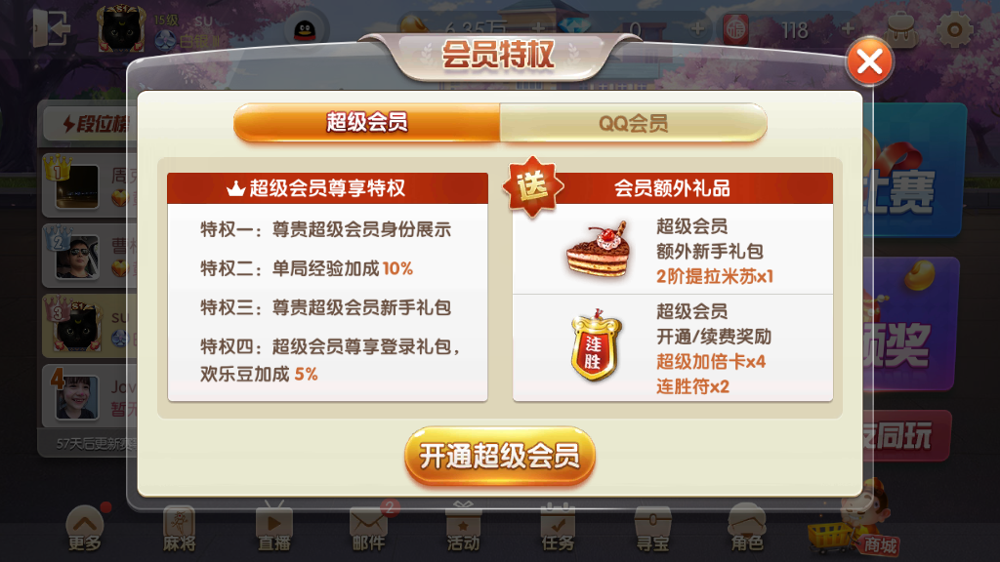 15级 SU
6.35万
0
118
会员特权
超级会员
QQ会员
段位榜
超级会员尊享特权
特权一：尊贵超级会员身份展示
特权二：单局经验加成10%
特权三：尊贵超级会员新手礼包
特权四：超级会员尊享登录礼包，
欢乐豆加成 5%
送
会员额外礼品
超级会员
额外新手礼包
2阶提拉米苏x1
连胜
超级会员
开通/续费奖励
超级加倍卡x4
连胜符x2
开通超级会员
1
周
2
曹
3
su
4
Jov
暂无
57天后更新赛
比赛
领奖
友同玩
更多
麻将
直播
邮件
2
活动
任务
寻宝
角色
商城